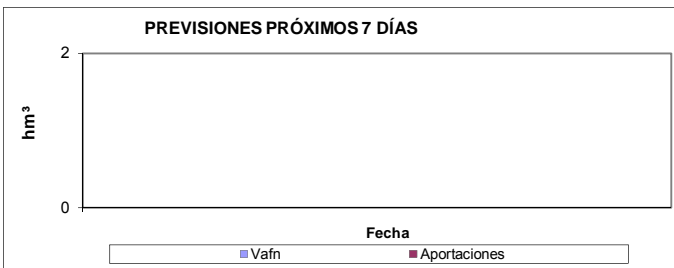 PREVISIONES PRÓXIMOS 7 DÍAS
2
hm³
0
Fecha
Vafn Aportaciones